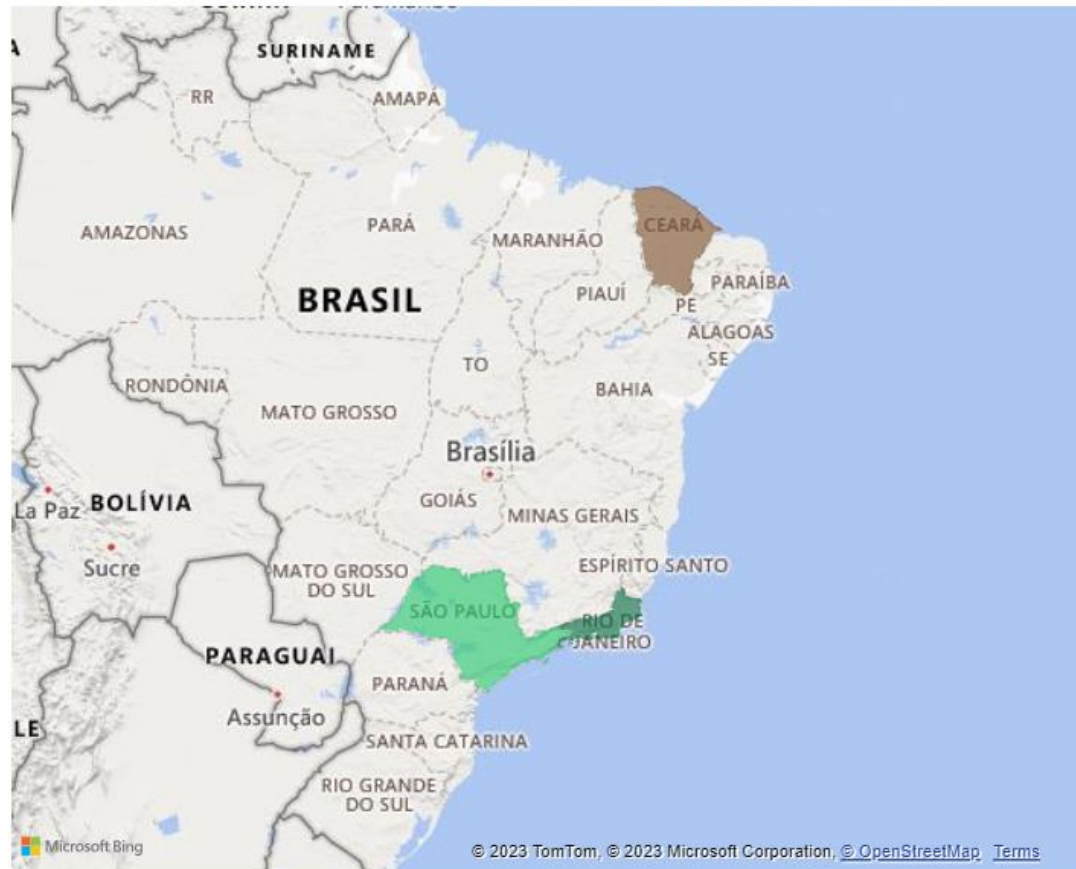 SURINAME
RR
AMAPÁ
AMAZONAS
PARÁ
MARANHÃO
CEARÁ
BRASIL
PIAUÍ
PARAÍBA
PE
ALAGOAS
SE
TO
RONDÔNIA
MATO GROSSO
BAHIA
Brasília
GOIÁS
La Paz
BOLÍVIA
MINAS GERAIS
Sucre
MATO GROSSO
DO SUL
ESPÍRITO SANTO
SÃO PAULO
RIO DE
JANEIRO
PARAGUAI
PARANÁ
Assunção
LE
SANTA CATARINA
RIO GRANDE
DO SUL
Microsoft Bing
© 2023 TomTom, © 2023 Microsoft Corporation, © OpenStreetMap Terms